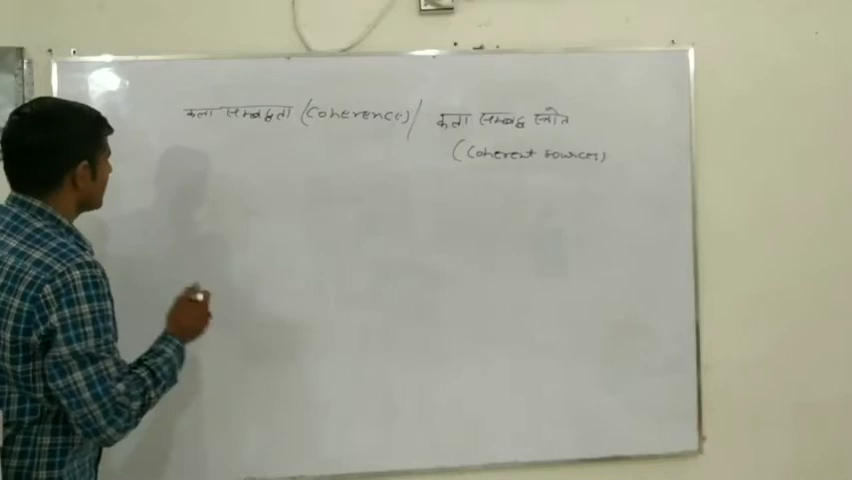 कला सम्बद्धता (Coherence)/ कला सम्बद्ध स्त्रोत
(Coherent sources)